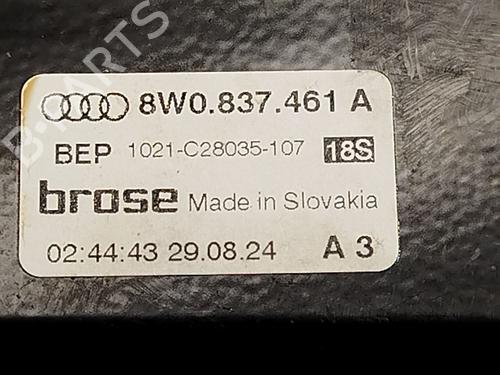 8W0.837.461 A
BEP 1021-C28035-107 18S
brose Made in Slovakia
02:44:43 29.08.24 A 3
B-PARTS